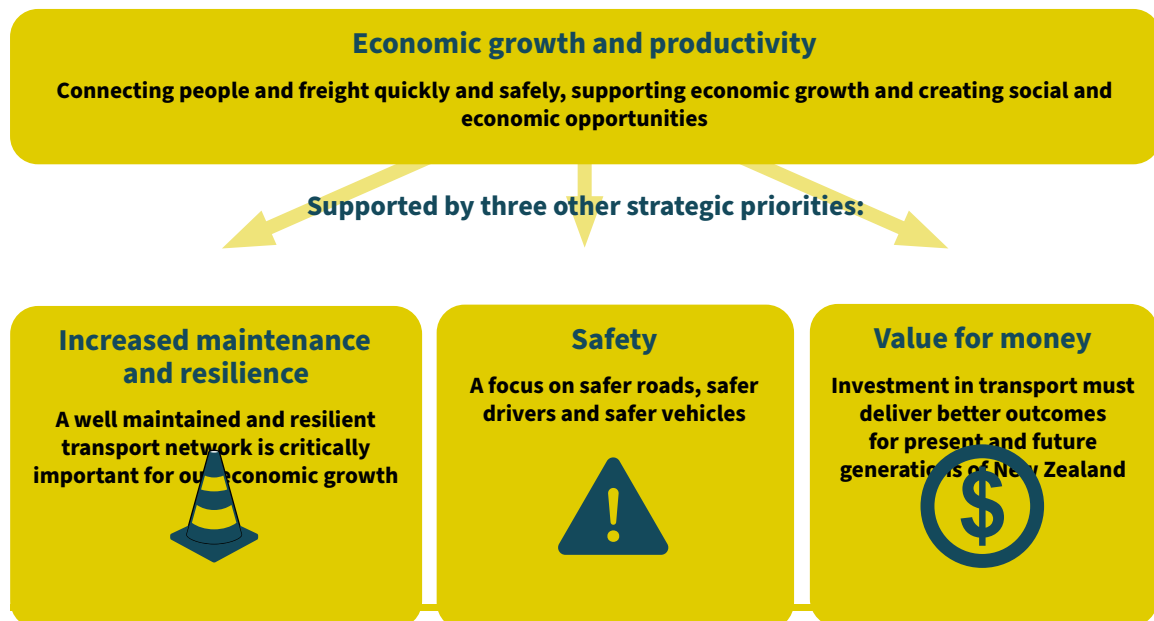 Economic growth and productivity
Connecting people and freight quickly and safely, supporting economic growth and creating social and
economic opportunities
Supported by three other strategic priorities:
Increased maintenance
and resilience
A well maintained and resilient
transport network is critically
important for our economic growth
Safety
A focus on safer roads, safer
drivers and safer vehicles
Value for money
Investment in transport must
deliver better outcomes
for present and future
generations of New Zealand
$